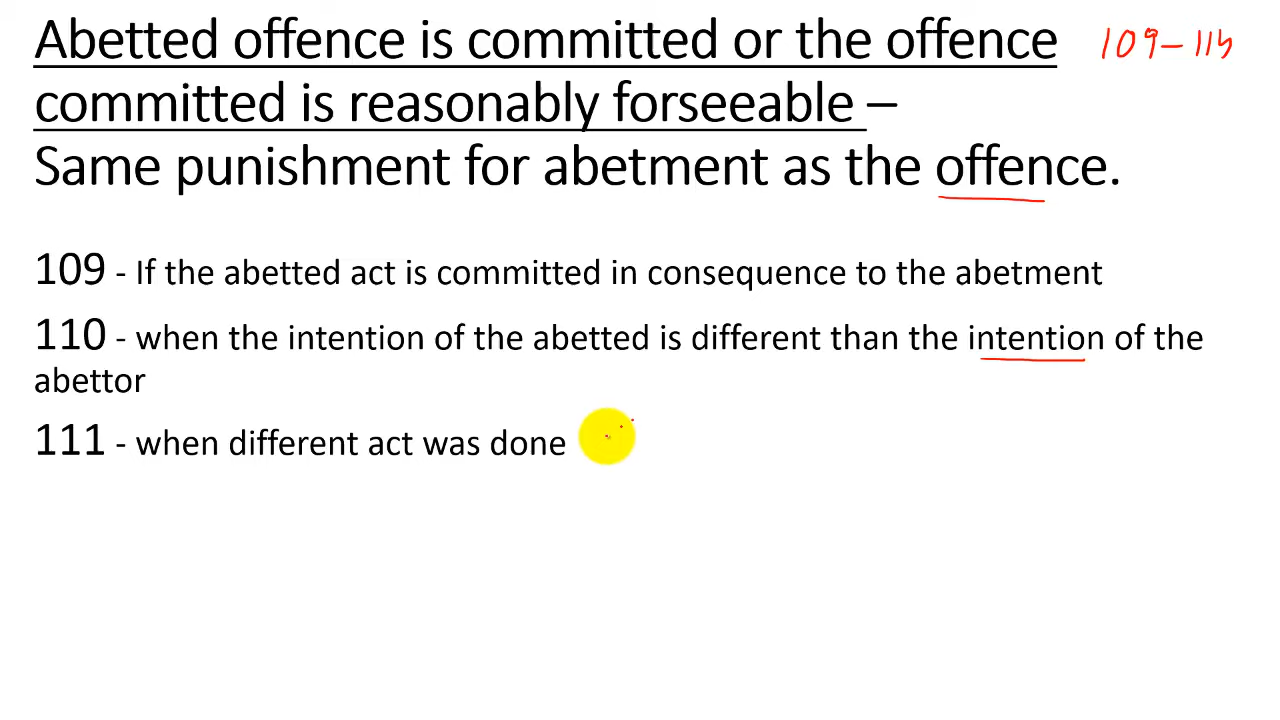 Abetted offence is committed or the offence 109-113
committed is reasonably forseeable –
Same punishment for abetment as the offence.
109 - If the abetted act is committed in consequence to the abetment
110 - when the intention of the abetted is different than the intention of the
abettor
111 - when different act was done